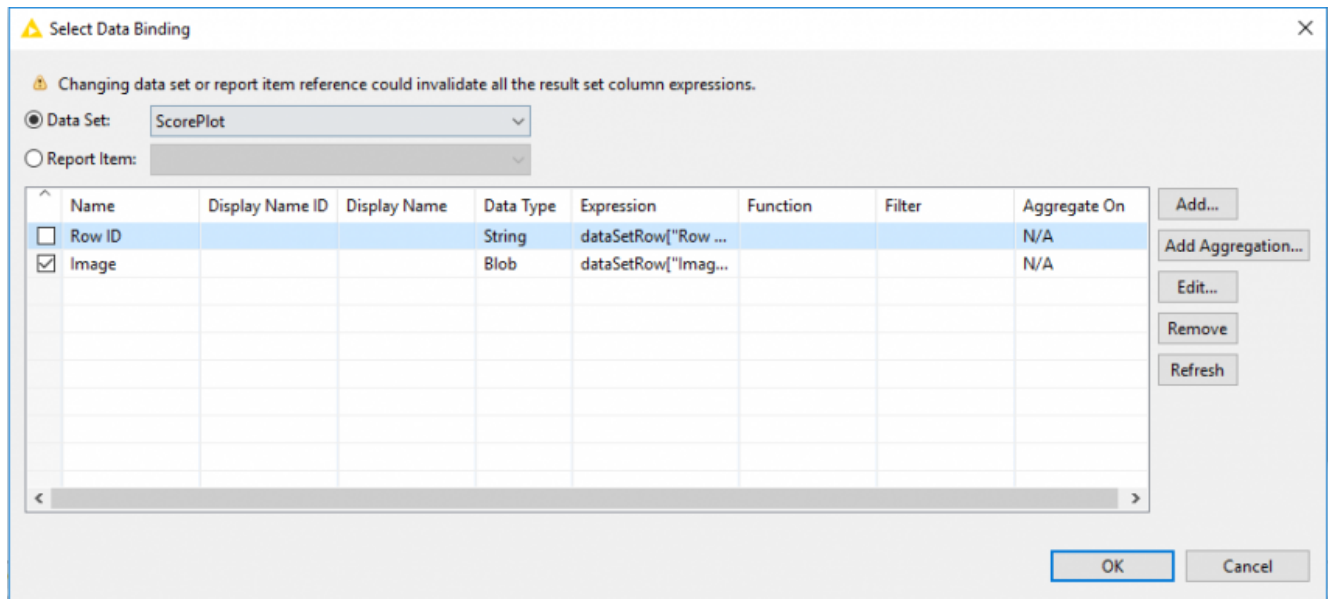 Select Data Binding
Changing data set or report item reference could invalidate all the result set column expressions.
Data Set: ScorePlot
Report Item:
Name Display Name ID Display Name Data Type Expression Function Filter Aggregate On
Row ID String dataSetRow["Row ... N/A
Image Blob dataSetRow["Imag... N/A
Add...
Add Aggregation...
Edit...
Remove
Refresh
OK Cancel